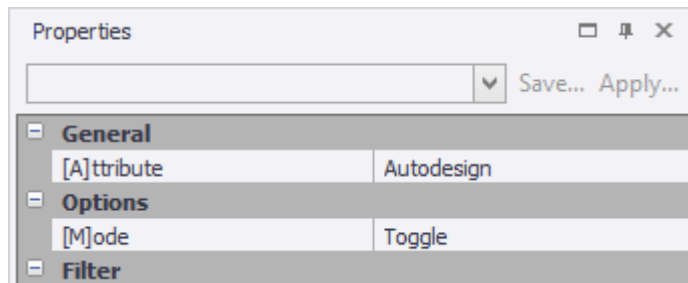 Properties
Save... Apply...
General
[A]ttribute Autodesign
Options
[M]ode Toggle
Filter